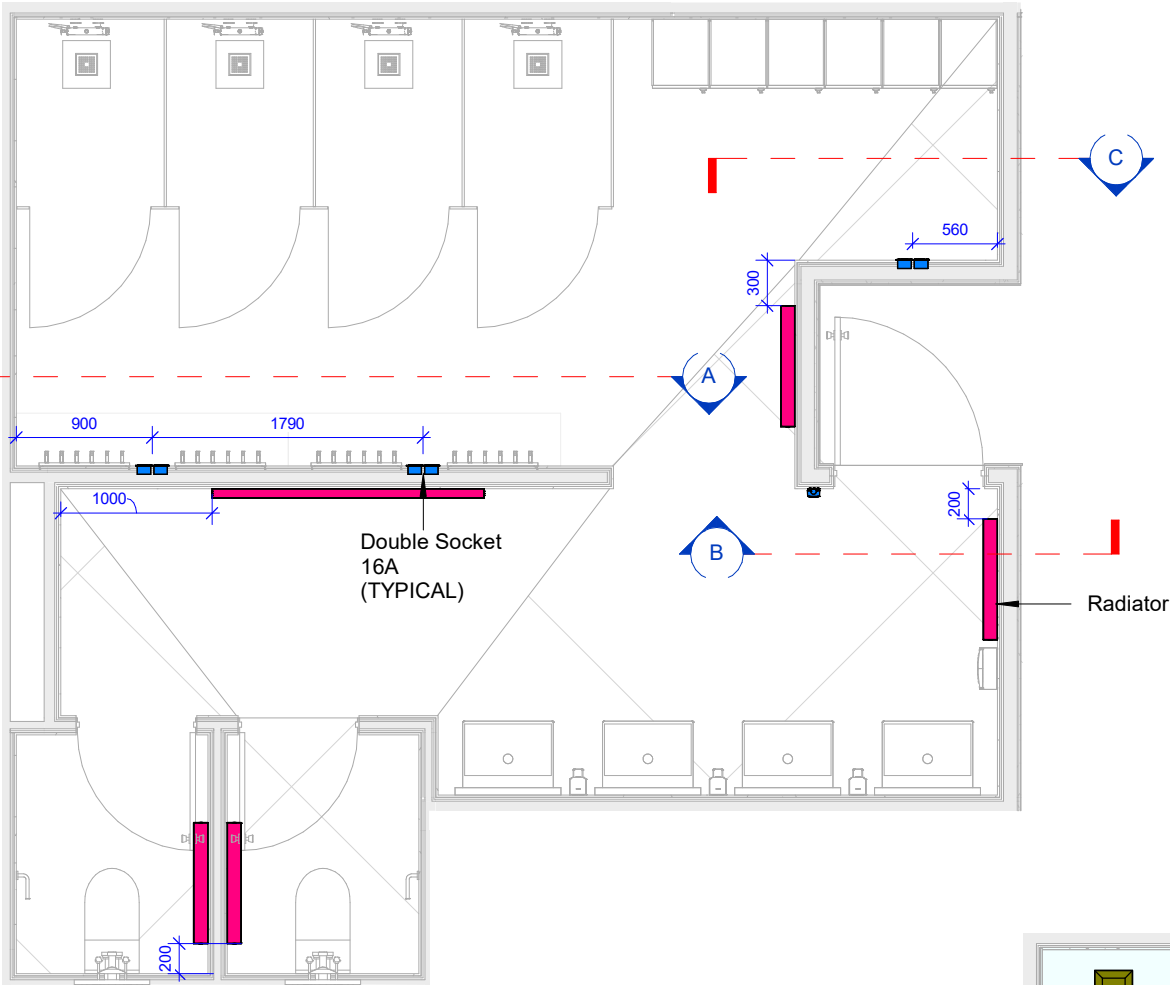 C
560
300
A
900
1790
1000
200
Double Socket
16A
(TYPICAL)
B
Radiator
200